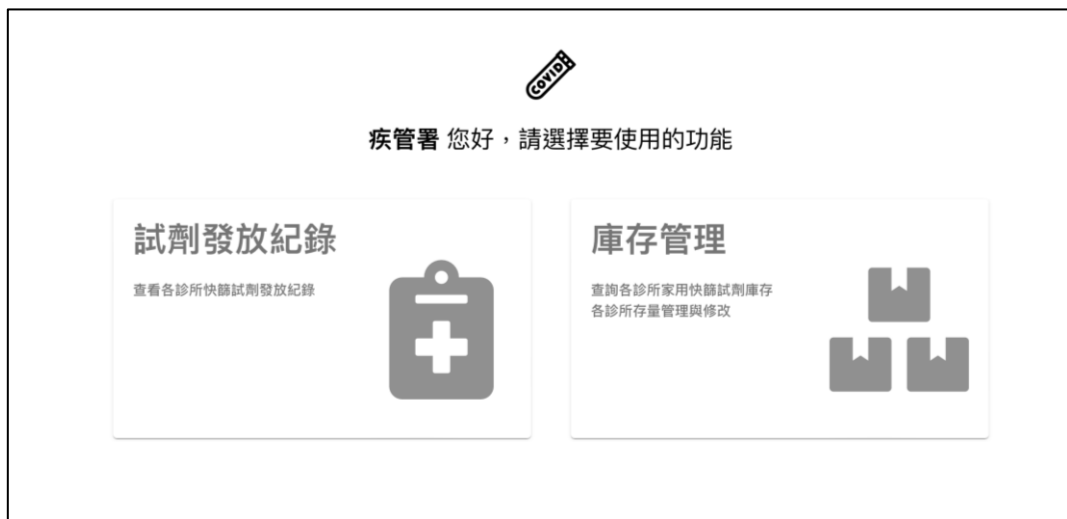 COVID
疾管署 您好，請選擇要使用的功能
試劑發放紀錄
查看各診所快篩試劑發放紀錄
庫存管理
查詢各診所家用快篩試劑庫存
各診所存量管理與修改